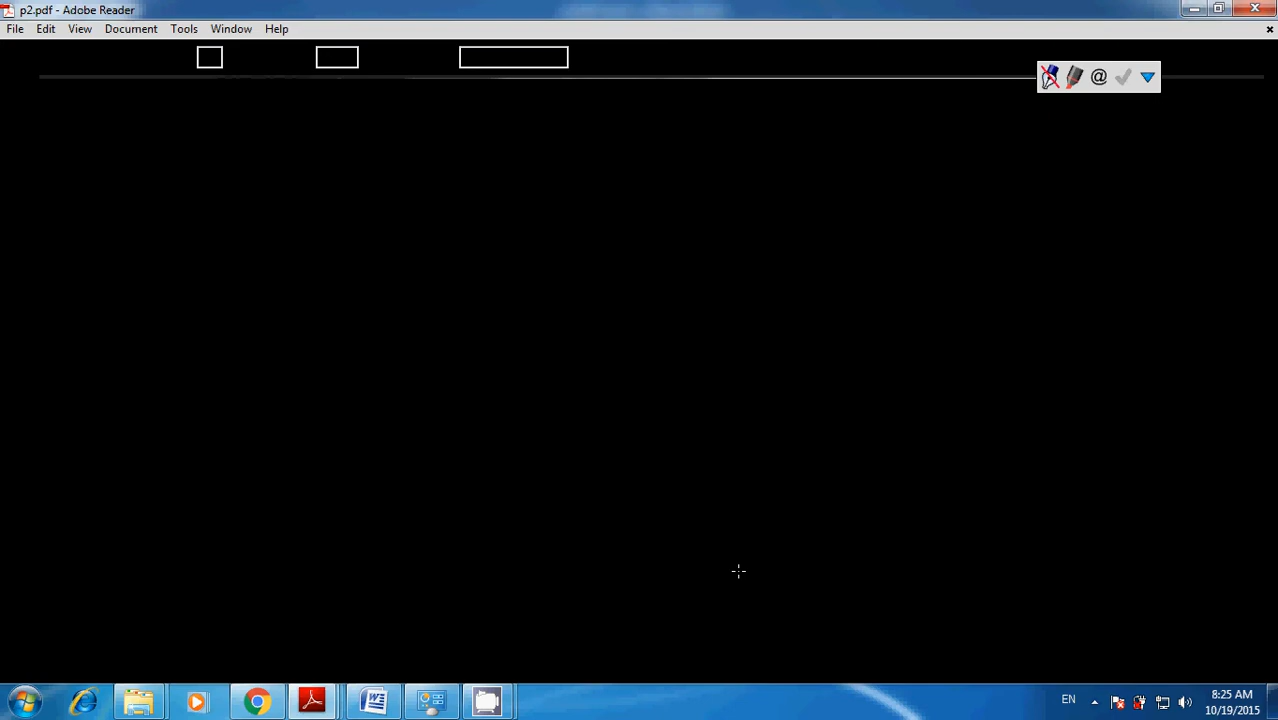 p2.pdf - Adobe Reader
File Edit View Document Tools Window Help
@
EN
8:25 AM
10/19/2015